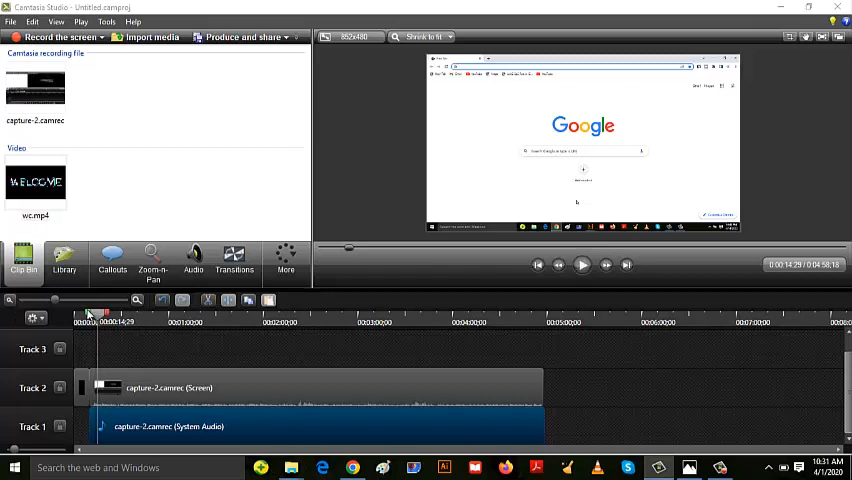 Camtasia Studio - Untitled.camproj
File Edit View Play Tools Help
Record the screen Import media Produce and share
852x480 Shrink to fit
Camtasia recording file
capture-2.camrec
Video
WELCOME
wc.mp4
Google
Search Google or type a URL
Clip Bin Library Callouts Zoom-n-Pan Audio Transitions More
0:00:14;29 / 0:04:58;18
00:00:14;29 00:01:00;00 00:02:00;00 00:03:00;00 00:04:00;00 00:05:00;00 00:06:00;00 00:07:00;00
Track 3
Track 2 capture-2.camrec (Screen)
Track 1 capture-2.camrec (System Audio)
Search the web and Windows
10:31 AM
4/1/2020